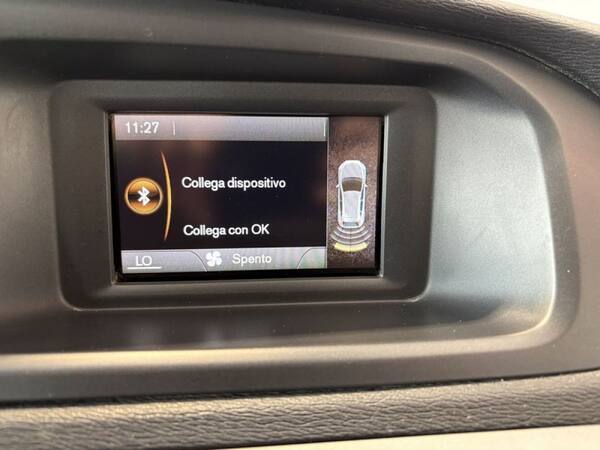 11:27
Collega dispositivo
Collega con OK
LO Spento